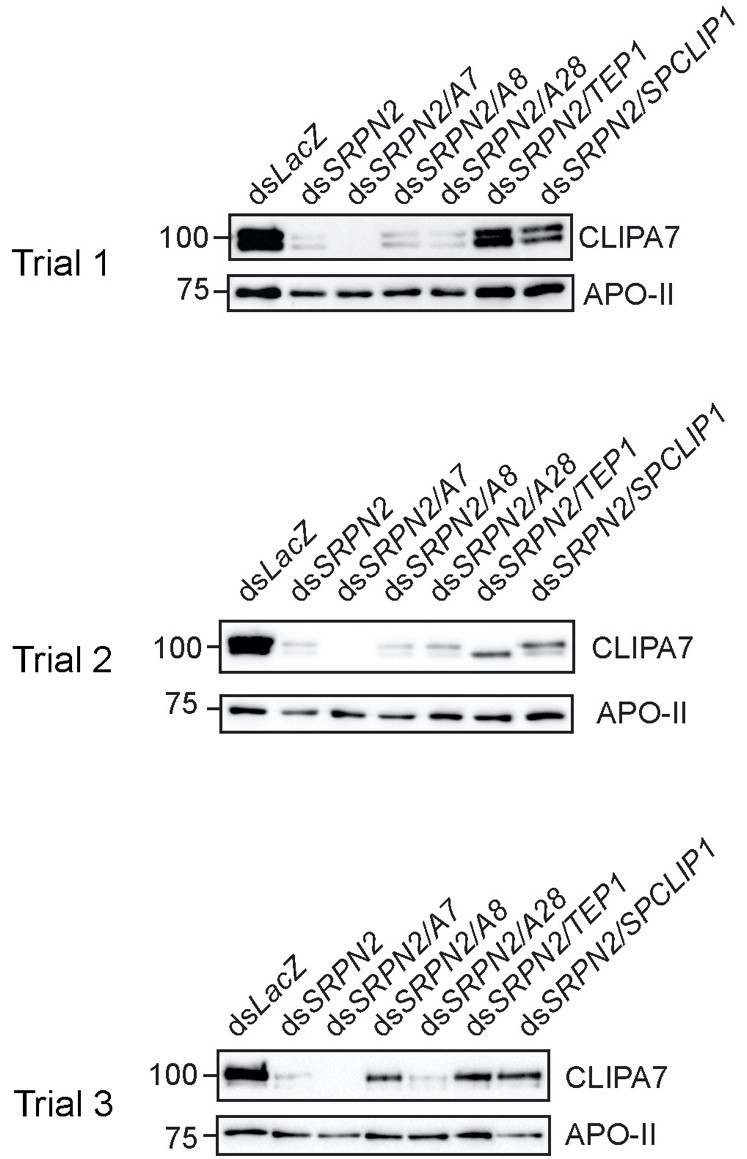 dsLacZ
dsSRPN2
dsSRPN2/A7
dsSRPN2/A8
dsSRPN2/A28
dsSRPN2/TEP1
dsSRPN2/SPCLIP1
Trial 1
100
CLIPA7
75
APO-II
dsLacZ
dsSRPN2
dsSRPN2/A7
dsSRPN2/A8
dsSRPN2/A28
dsSRPN2/TEP1
dsSRPN2/SPCLIP1
Trial 2
100
CLIPA7
75
APO-II
dsLacZ
dsSRPN2
dsSRPN2/A7
dsSRPN2/A8
dsSRPN2/A28
dsSRPN2/TEP1
dsSRPN2/SPCLIP1
Trial 3
100
CLIPA7
75
APO-II